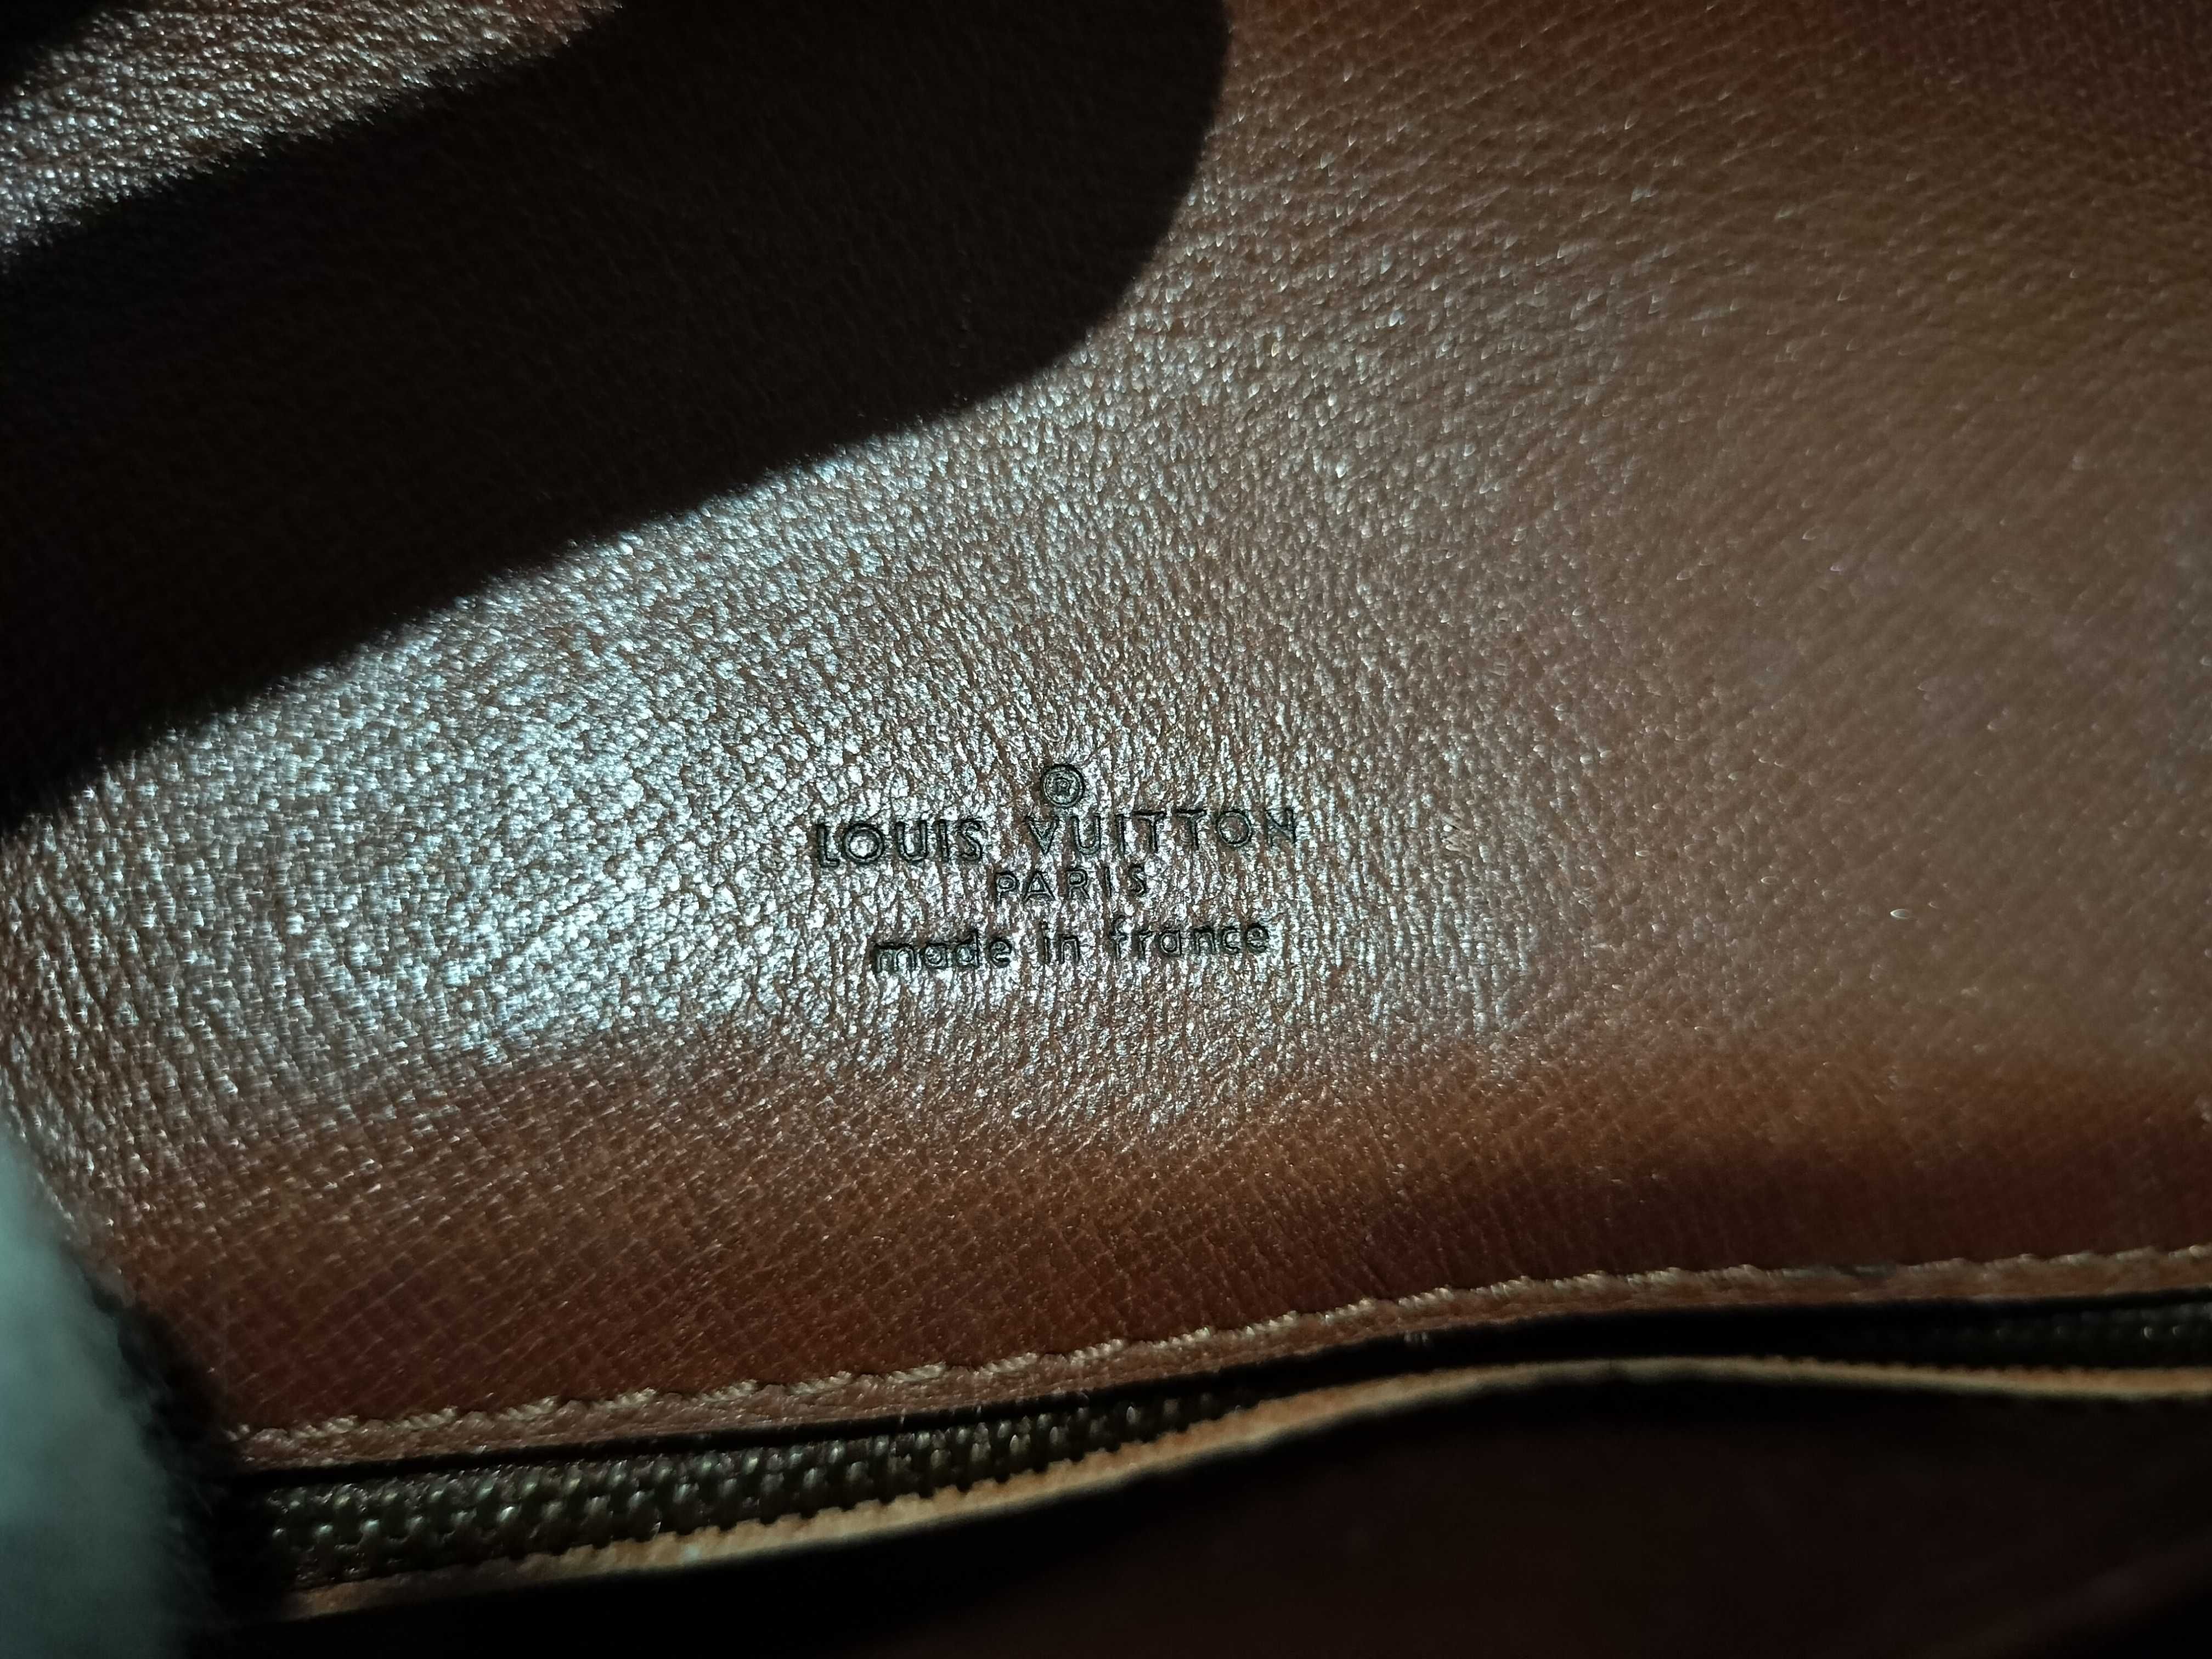 ®
LOUIS VUITTON
PARIS
made in france